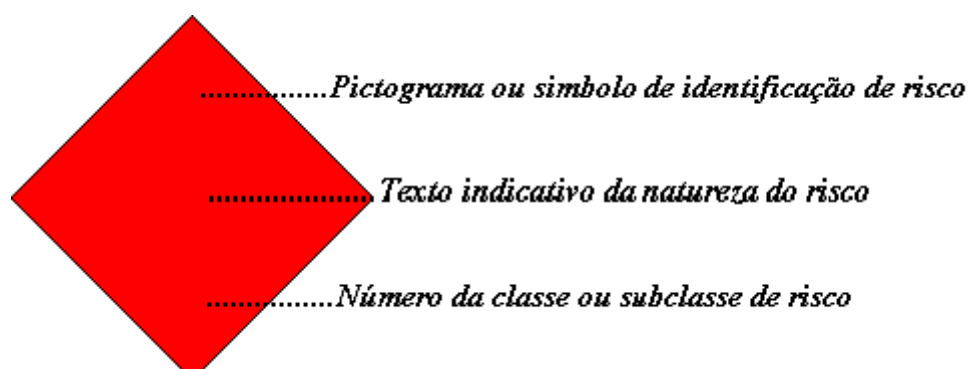 ................Pictograma ou simbolo de identificação de risco
.....................Texto indicativo da natureza do risco
................Número da classe ou subclasse de risco